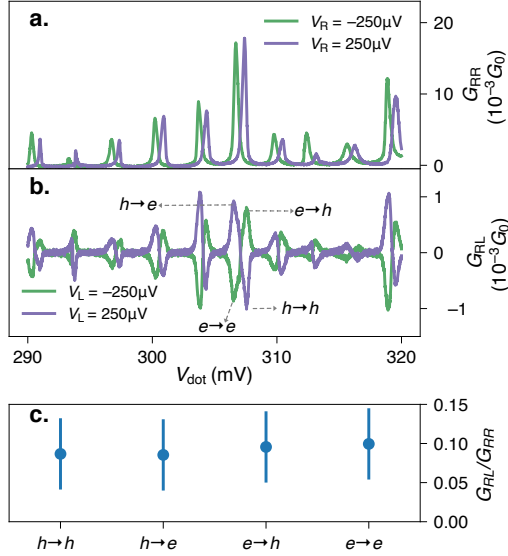 a.
V_R = −250μV
V_R = 250μV
20
10
0
G_RR
(10⁻³G₀)
b.
h→e
e→h
V_L = −250μV
V_L = 250μV
h→h
e→e
1
0
−1
G_RL
(10⁻³G₀)
290
300
310
320
V_dot (mV)
c.
0.15
0.10
0.05
0.00
G_RL/G_RR
h→h
h→e
e→h
e→e